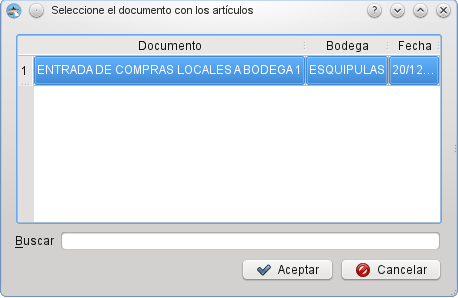 Seleccione el documento con los artículos
Documento Bodega Fecha
1 ENTRADA DE COMPRAS LOCALES A BODEGA 1 ESQUIPULAS 20/12...
Buscar
Aceptar Cancelar